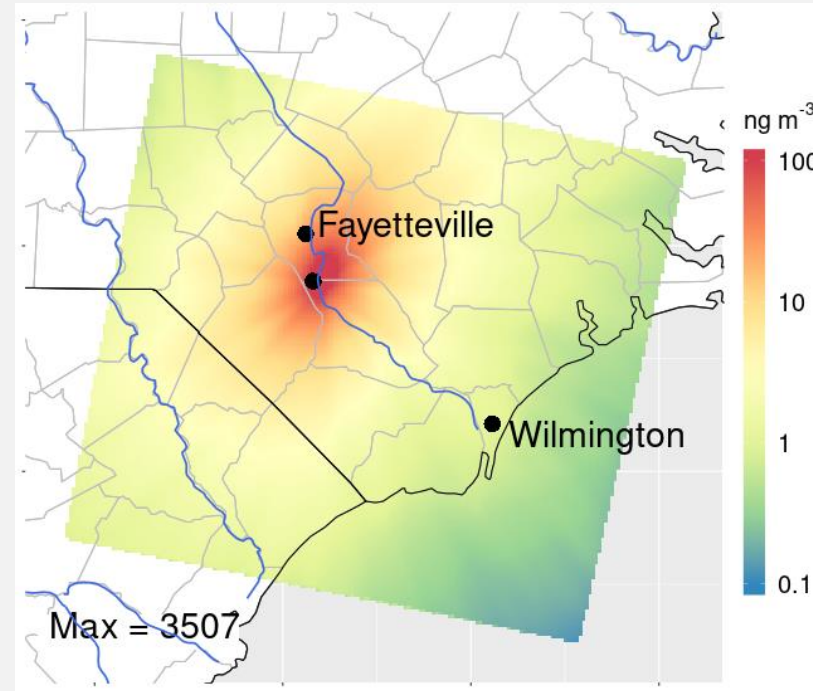 ng m⁻³
100
Fayetteville
10
1
Wilmington
0.1
Max = 3507